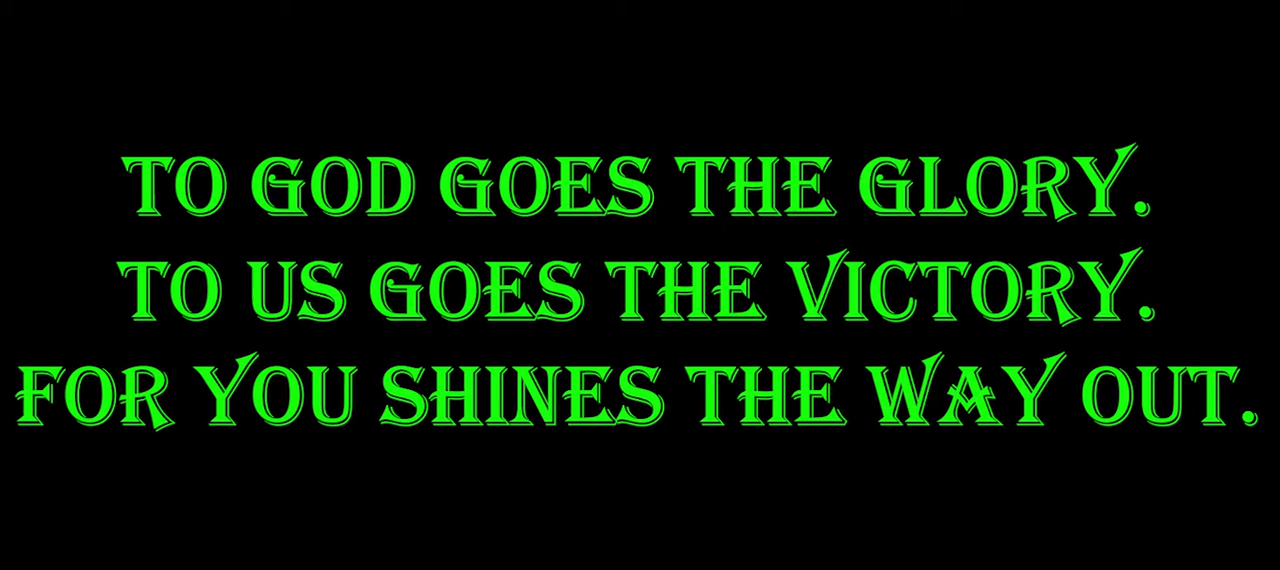 TO GOD GOES THE GLORY.
TO US GOES THE VICTORY.
FOR YOU SHINES THE WAY OUT.